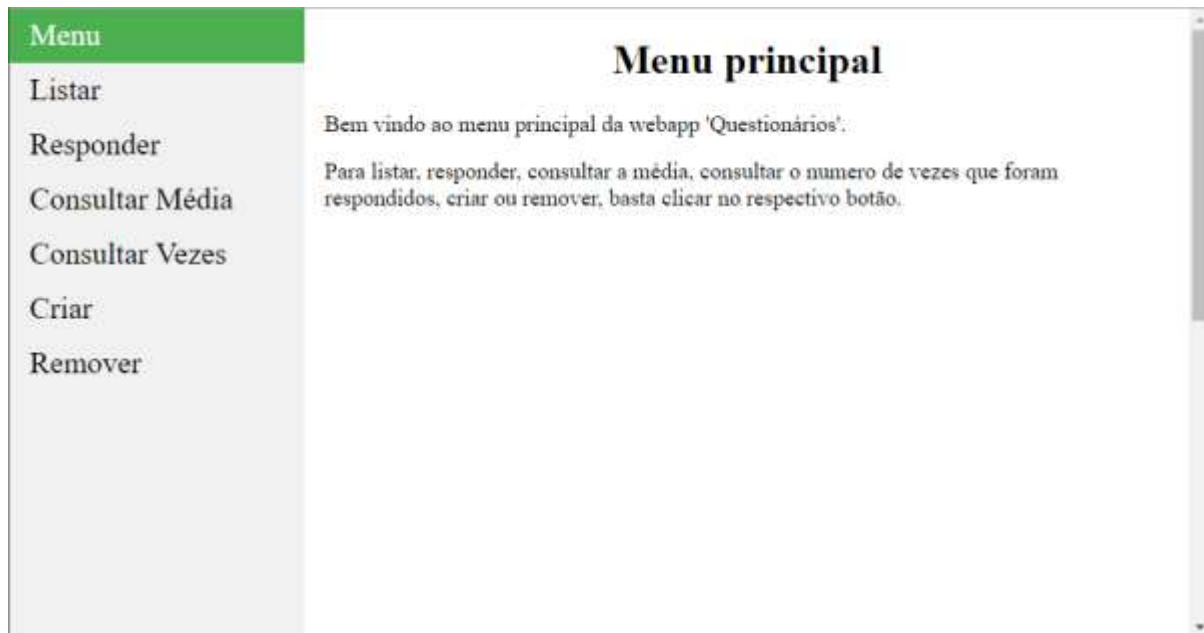 Menu
Listar
Responder
Consultar Média
Consultar Vezes
Criar
Remover
Menu principal
Bem vindo ao menu principal da webapp 'Questionários'.
Para listar, responder, consultar a média, consultar o numero de vezes que foram
respondidos, criar ou remover, basta clicar no respectivo botão.